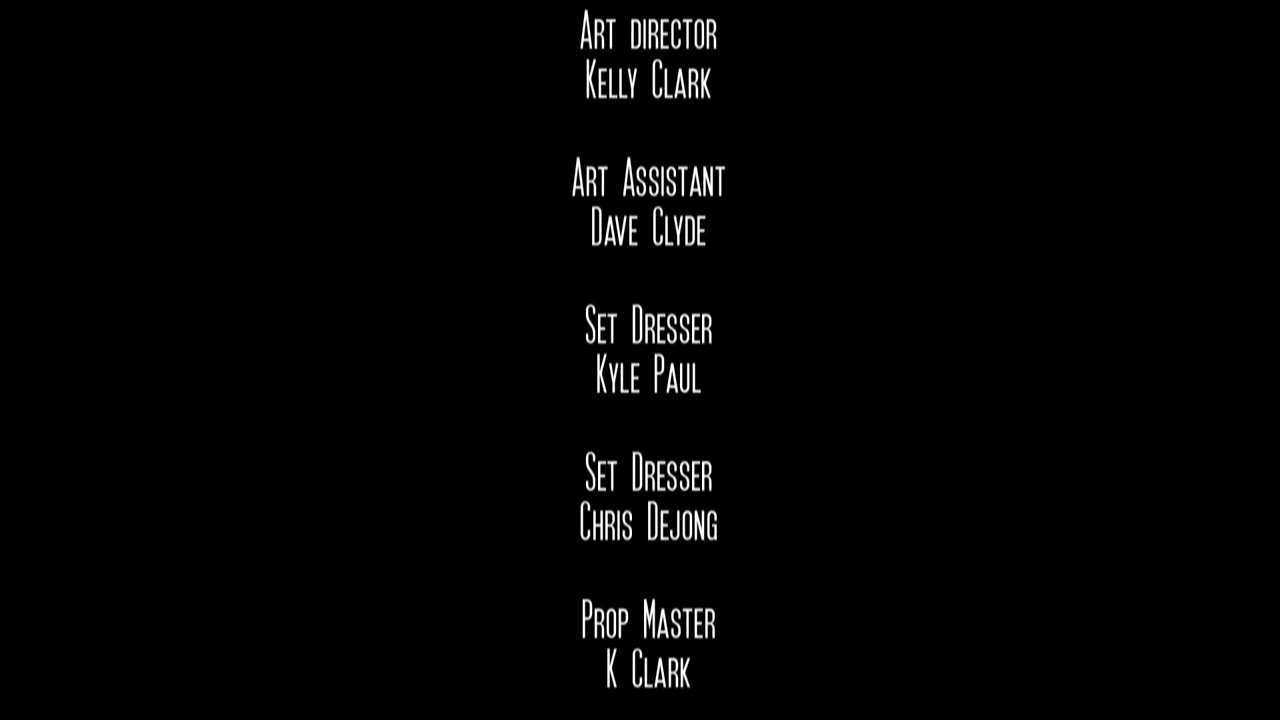 Art director
Kelly Clark
Art Assistant
Dave Clyde
Set Dresser
Kyle Paul
Set Dresser
Chris Dejong
Prop Master
K Clark